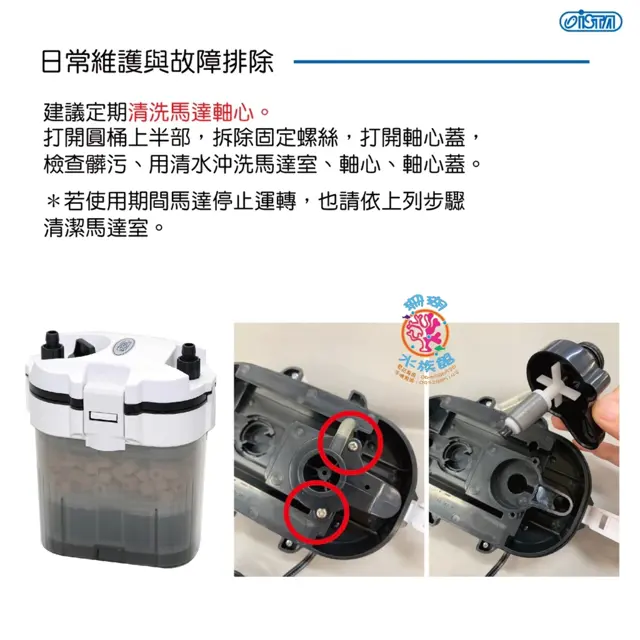 ISTA
日常維護與故障排除
建議定期清洗馬達軸心。
打開圓桶上半部，拆除固定螺絲，打開軸心蓋，
檢查髒污、用清水沖洗馬達室、軸心、軸心蓋。
＊若使用期間馬達停止運轉，也請依上列步驟
清潔馬達室。
珊瑚
水族館